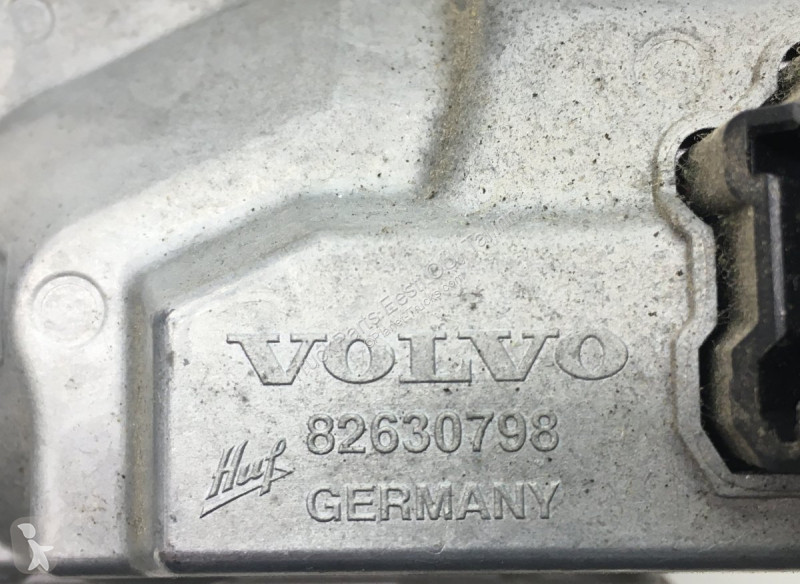 VOLVO
82630798
Huf
GERMANY